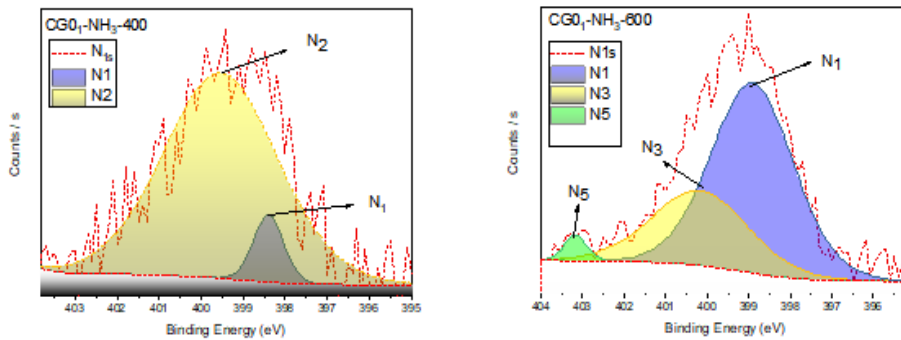 CG0₁-NH₃-400
N₁s
N1
N2
N₂
N₁
Counts / s
403 402 401 400 399 398 397 396 395
Binding Energy (eV)
CG0₁-NH₃-600
N1s
N1
N3
N5
N₁
N₃
N₅
Counts / s
404 403 402 401 400 399 398 397 396
Binding Energy (eV)